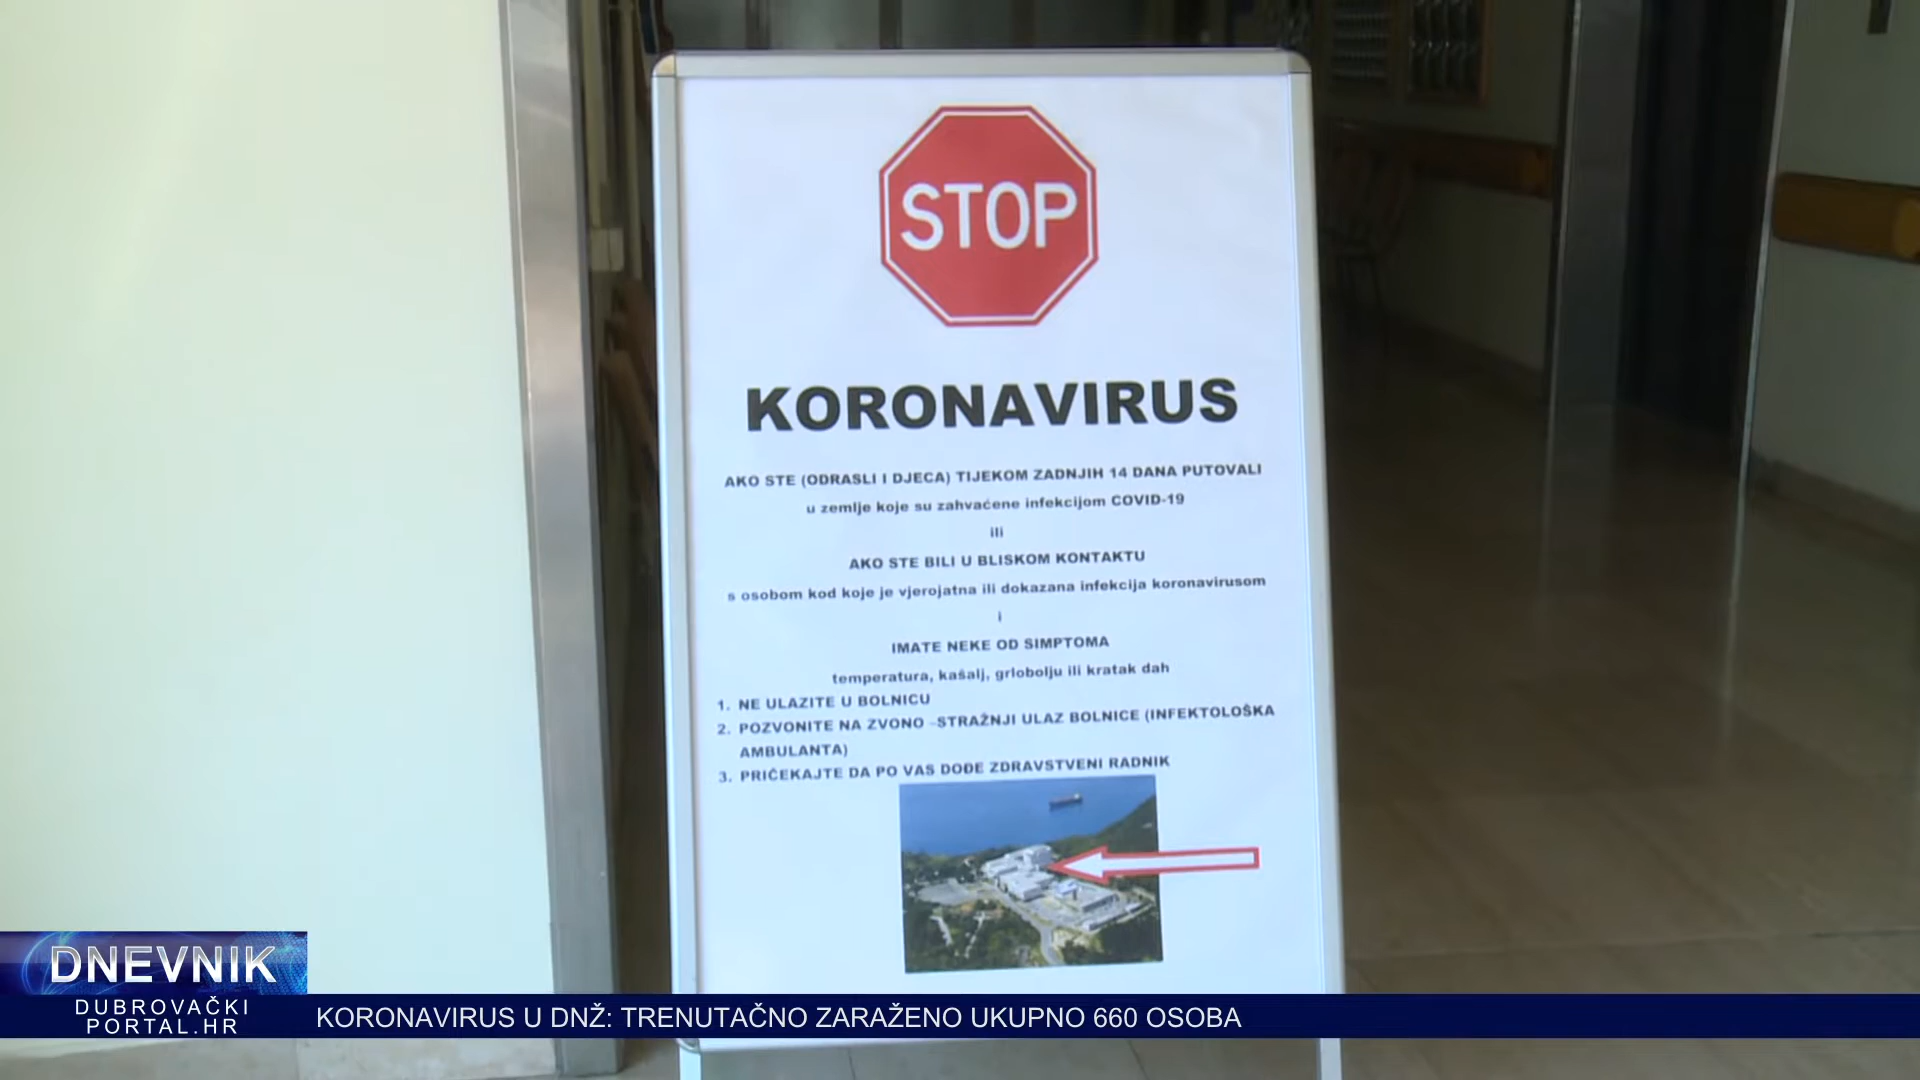 STOP
KORONAVIRUS
AKO STE (ODRASLI I DJECA) TIJEKOM ZADNJIH 14 DANA PUTOVALI
u zemlje koje su zahvaćene infekcijom COVID-19
ili
AKO STE BILI U BLISKOM KONTAKTU
s osobom kod koje je vjerojatna ili dokazana infekcija koronavirusom
i
IMATE NEKE OD SIMPTOMA
temperatura, kašalj, grlobolju ili kratak dah
1. NE ULAZITE U BOLNICU
2. POZVONITE NA ZVONO –STRAŽNJI ULAZ BOLNICE (INFEKTOLOŠKA
AMBULANTA)
3. PRIČEKAJTE DA PO VAS DOĐE ZDRAVSTVENI RADNIK
DNEVNIK
DUBROVAČKI
PORTAL.HR
KORONAVIRUS U DNŽ: TRENUTAČNO ZARAŽENO UKUPNO 660 OSOBA